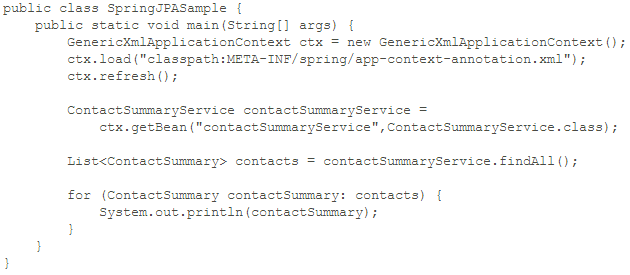 public class SpringJPASample {
    public static void main(String[] args) {
        GenericXmlApplicationContext ctx = new GenericXmlApplicationContext();
        ctx.load("classpath:META-INF/spring/app-context-annotation.xml");
        ctx.refresh();

        ContactSummaryService contactSummaryService =
            ctx.getBean("contactSummaryService",ContactSummaryService.class);

        List<ContactSummary> contacts = contactSummaryService.findAll();

        for (ContactSummary contactSummary: contacts) {
            System.out.println(contactSummary);
        }
    }
}